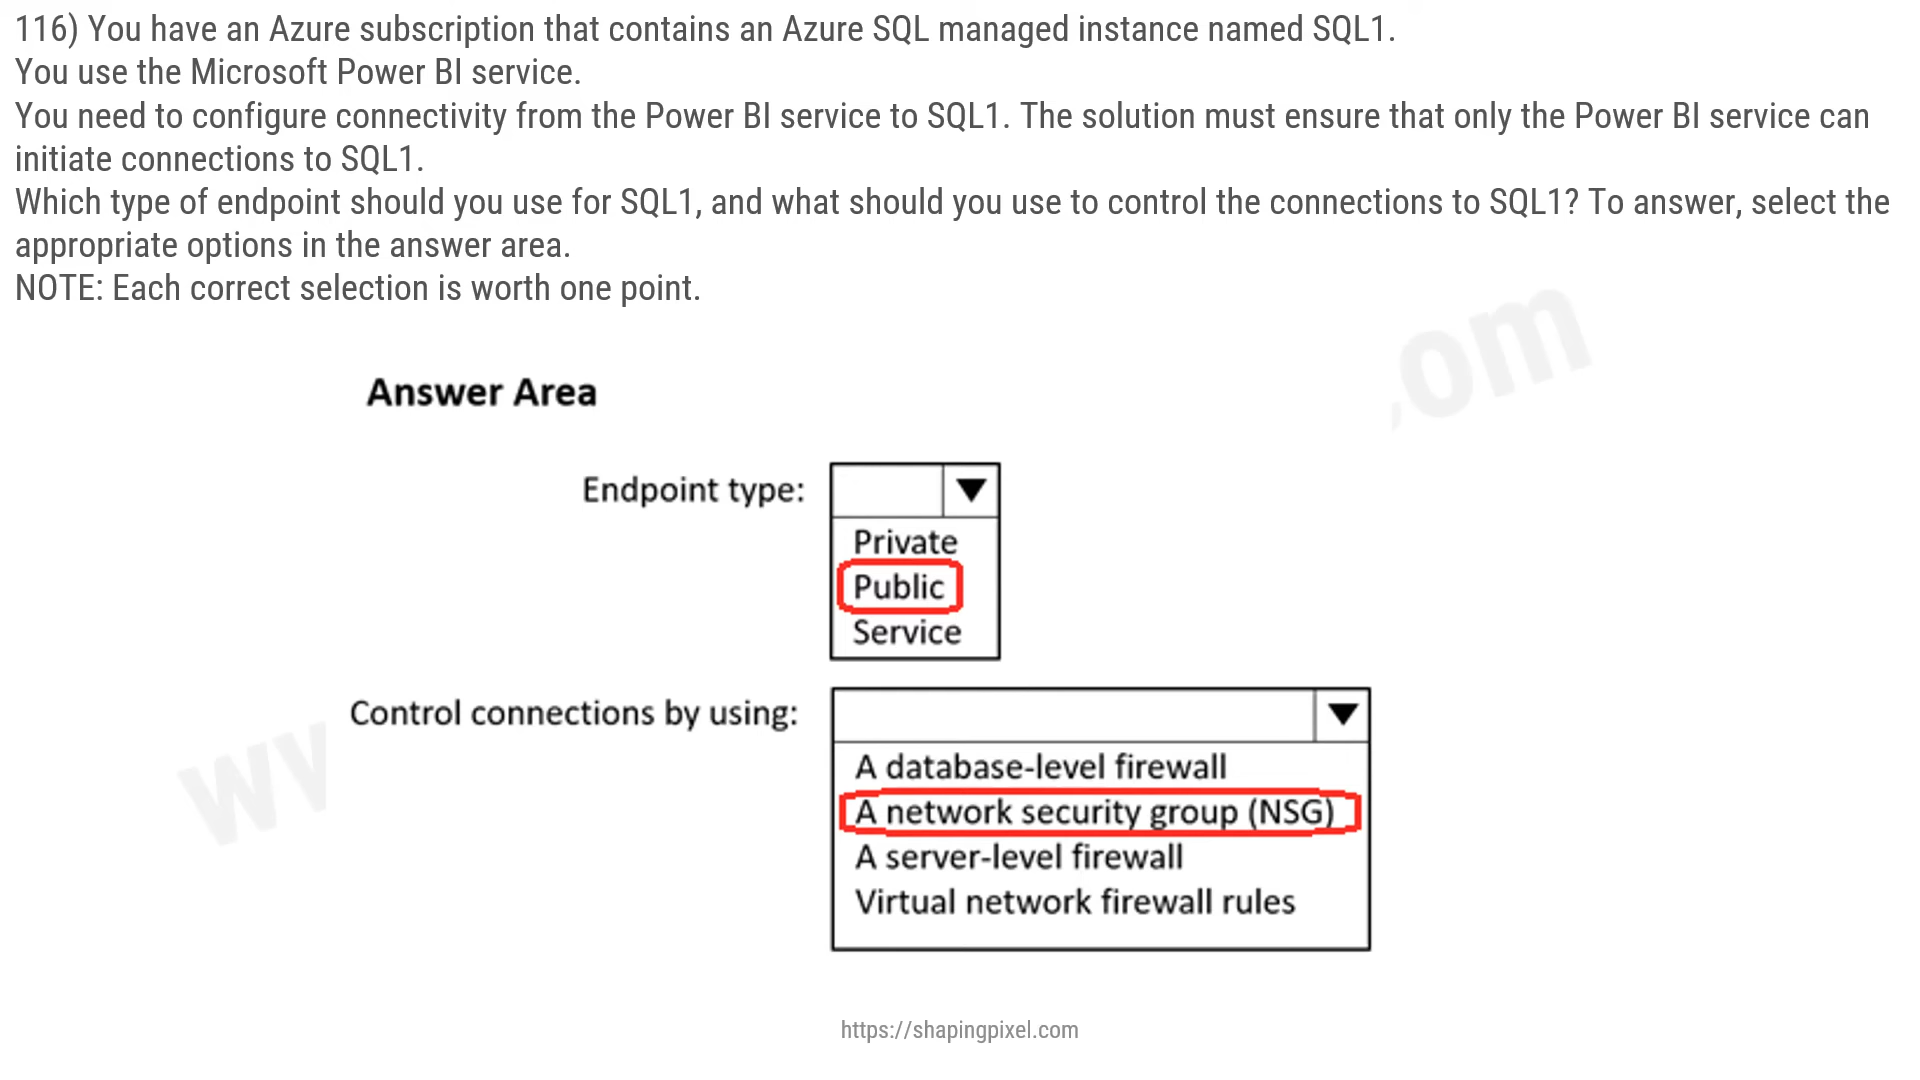 116) You have an Azure subscription that contains an Azure SQL managed instance named SQL1.
You use the Microsoft Power BI service.
You need to configure connectivity from the Power BI service to SQL1. The solution must ensure that only the Power BI service can
initiate connections to SQL1.
Which type of endpoint should you use for SQL1, and what should you use to control the connections to SQL1? To answer, select the
appropriate options in the answer area.
NOTE: Each correct selection is worth one point.
.om
Answer Area
Endpoint type:
Private
Public
Service
Control connections by using:
wv
A database-level firewall
A network security group (NSG)
A server-level firewall
Virtual network firewall rules
https://shapingpixel.com